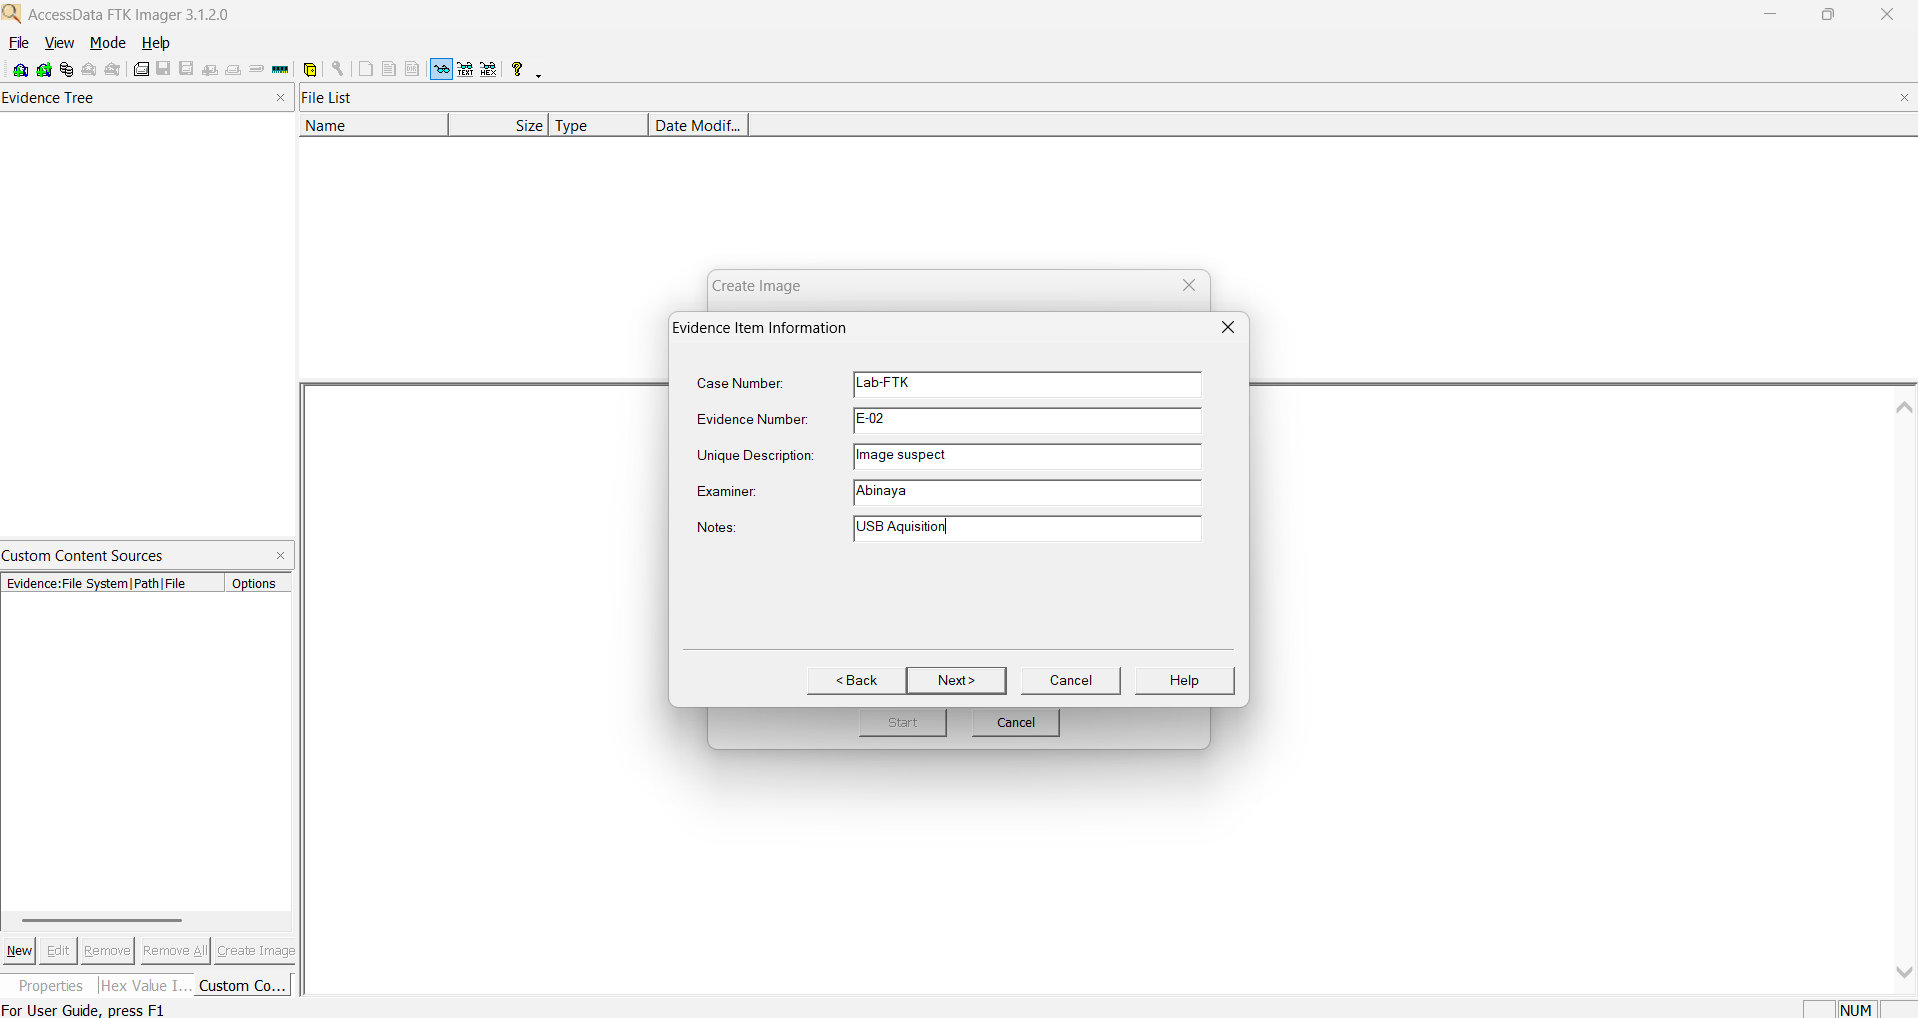 AccessData FTK Imager 3.1.2.0
File View Mode Help
TEXT HEX
Evidence Tree
File List
Name Size Type Date Modif...
Create Image
Evidence Item Information
Case Number: Lab-FTK
Evidence Number: E-02
Unique Description: Image suspect
Examiner: Abinaya
Notes: USB Aquisition
< Back Next > Cancel Help
Start Cancel
Custom Content Sources
Evidence:File System|Path|File Options
New Edit Remove Remove All Create Image
Properties Hex Value I... Custom Co...
For User Guide, press F1
NUM